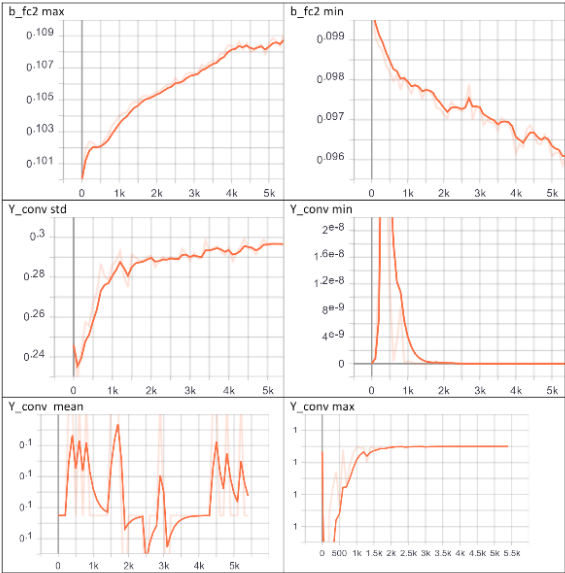 b_fc2 max
0.109
0.107
0.105
0.103
0.101
0 1k 2k 3k 4k 5k
b_fc2 min
0.099
0.098
0.097
0.096
0 1k 2k 3k 4k 5k
Y_conv std
0.3
0.28
0.26
0.24
0 1k 2k 3k 4k 5k
Y_conv min
2e-8
1.2e-8
8e-9
4e-9
0
0 1k 2k 3k 4k 5k
Y_conv mean
0.1
0.1
0.1
0.1
0 1k 2k 3k 4k 5k
Y_conv max
1
1
1
1
0 500 1k 1.5k 2k 2.5k 3k 3.5k 4k 4.5k 5k 5.5k